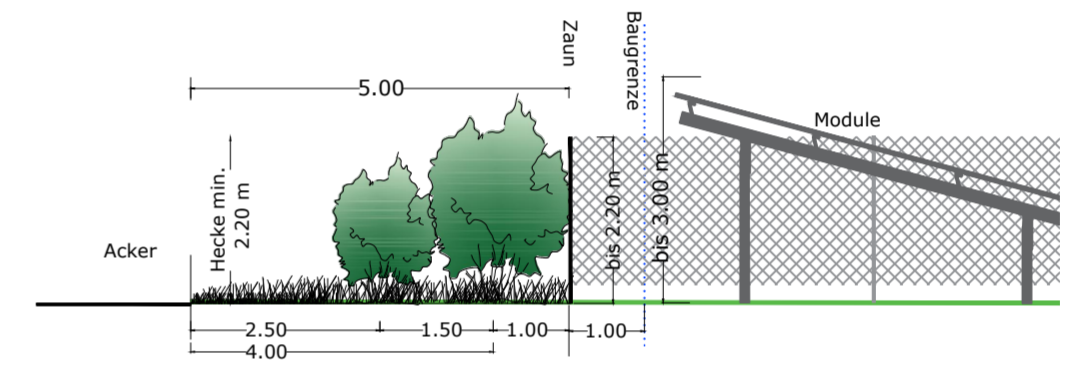 Zaun
Baugrenze
5.00
Module
Hecke min.
2.20 m
bis 2.20 m
bis 3.00 m
Acker
2.50
1.50
1.00
1.00
4.00